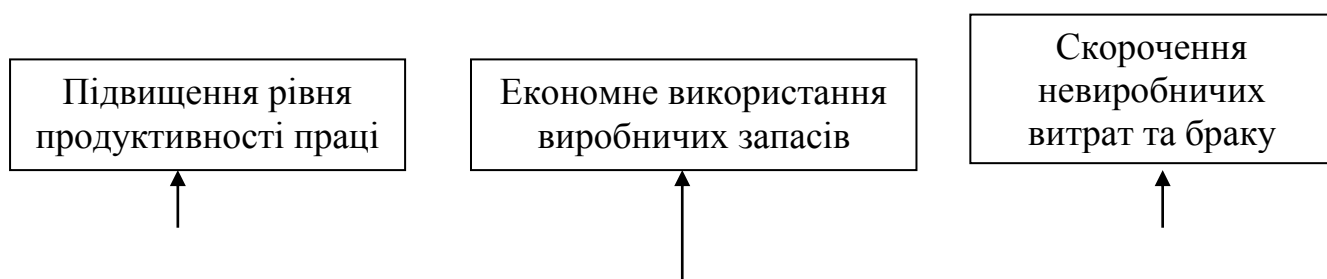 Підвищення рівня
продуктивності праці
Економне використання
виробничих запасів
Скорочення
невиробничих
витрат та браку